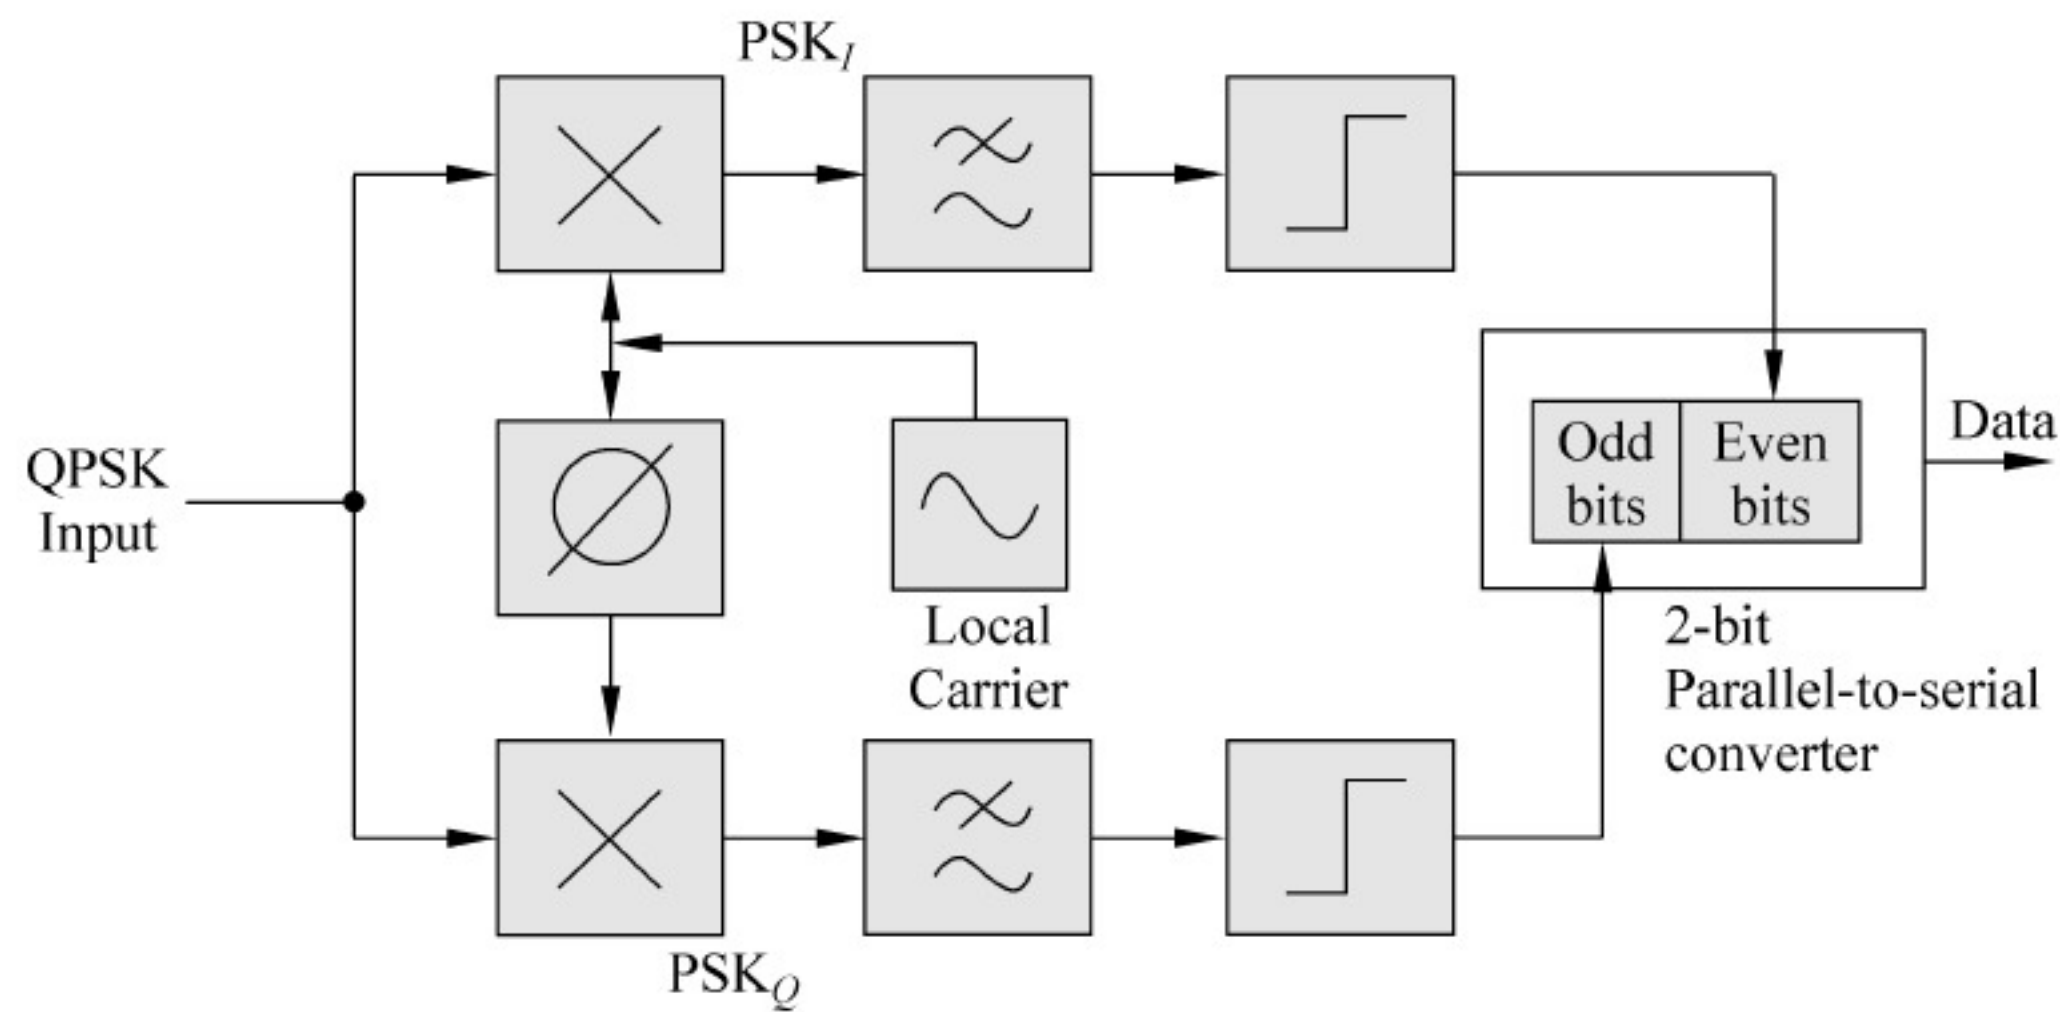 PSK_I
QPSK
Input
Local
Carrier
Odd
bits
Even
bits
Data
2-bit
Parallel-to-serial
converter
PSK_Q